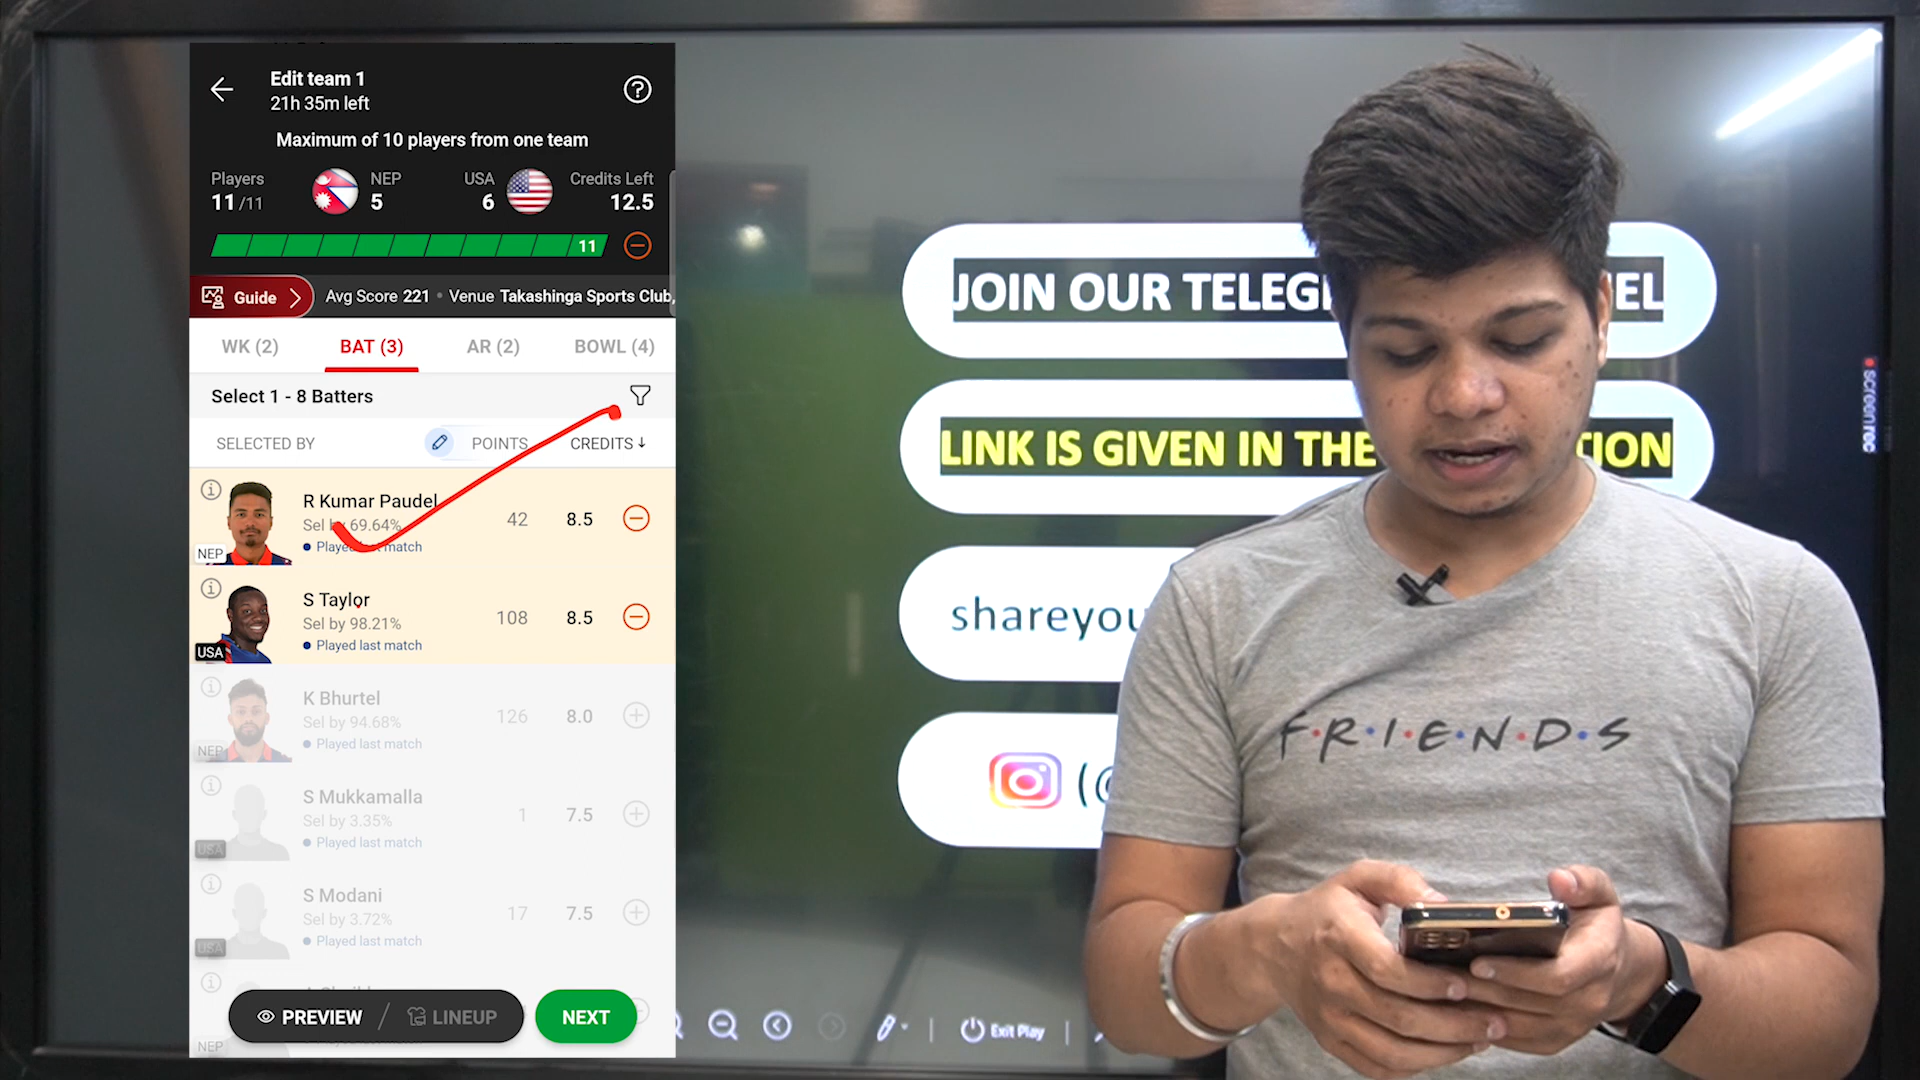 Edit team 1
21h 35m left
Maximum of 10 players from one team
Players
NEP
USA
Credits Left
11/11
5
6
12.5
11
Guide
Avg Score 221 • Venue Takashinga Sports Club,
WK (2)
BAT (3)
AR (2)
BOWL (4)
Select 1 - 8 Batters
SELECTED BY
POINTS
CREDITS
R Kumar Paudel
Sel by 69.64%
Played last match
NEP
42
8.5
S Taylor
Sel by 98.21%
Played last match
USA
108
8.5
K Bhurtel
Sel by 94.68%
Played last match
NEP
126
8.0
S Mukkamalla
Sel by 3.35%
Played last match
USA
1
7.5
S Modani
Sel by 3.72%
Played last match
USA
17
7.5
PREVIEW / LINEUP
NEXT
NEP
JOIN OUR
LINK IS GIVEN IN THE
F·R·I·E·N·D·S
Exit Play
screenrec